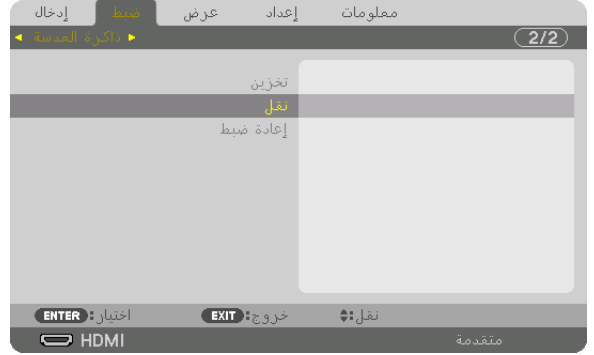 إدخال ضبط عرض إعداد معلومات
ذاكرة العدسة 2/2
تخزين
نقل
إعادة ضبط
ENTER :اختيار EXIT :خروج نقل:
HDMI متقدمة